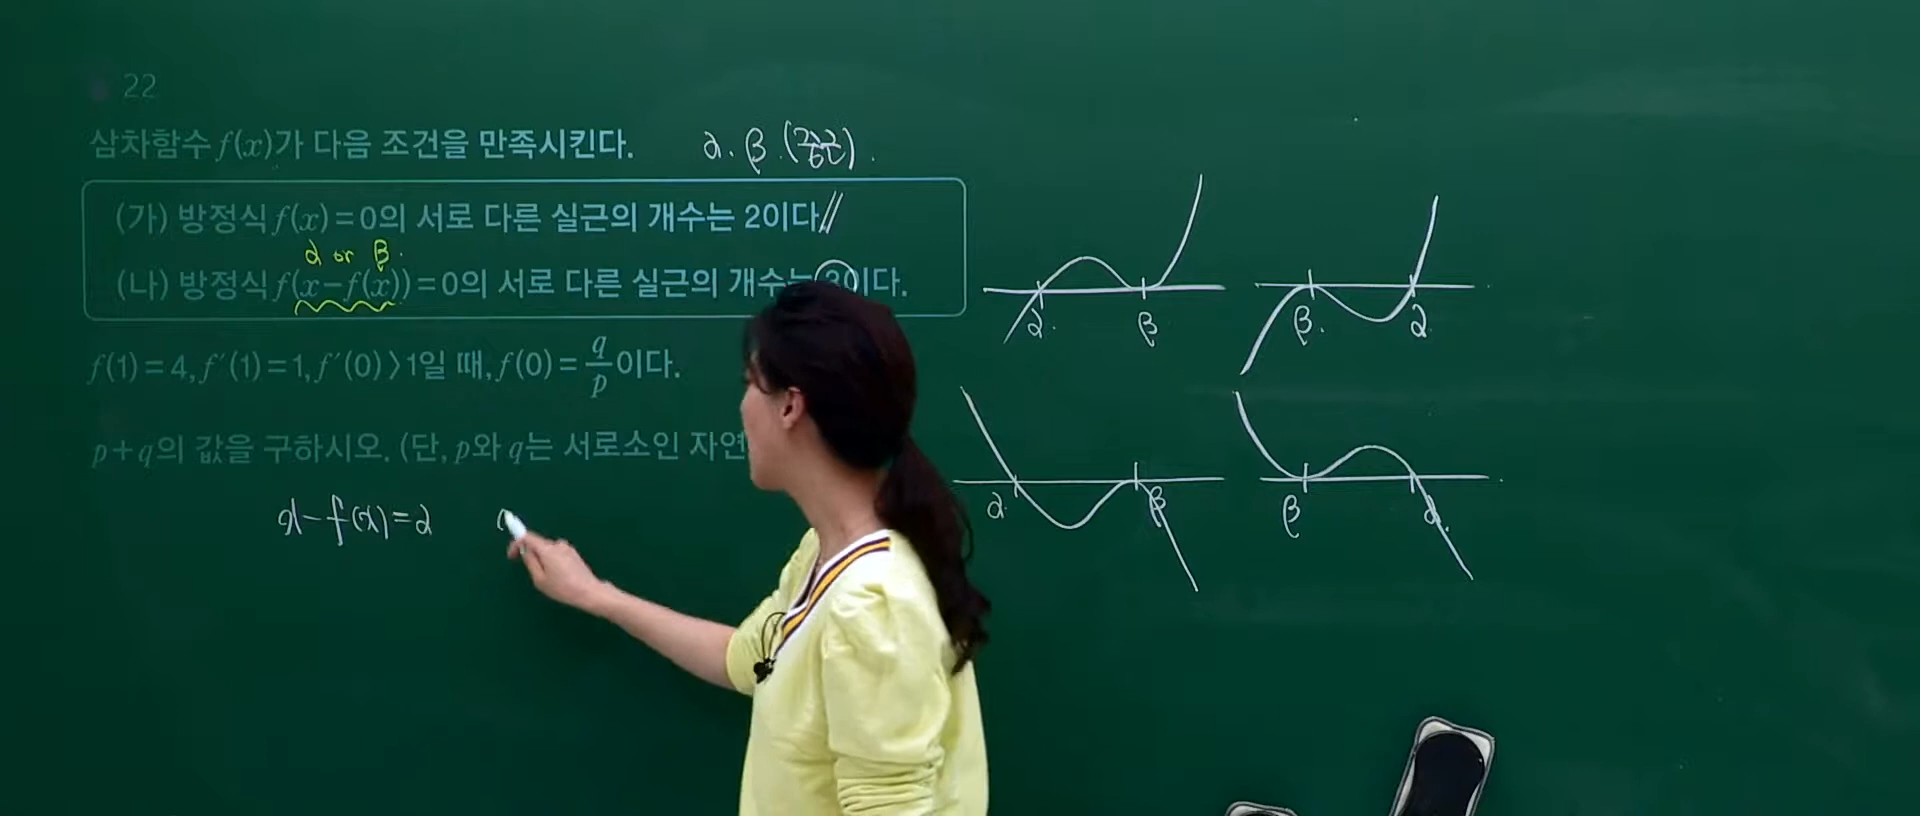 22
삼차함수 f(x)가 다음 조건을 만족시킨다.
α. β (중근).
(가) 방정식 f(x)=0의 서로 다른 실근의 개수는 2이다.
α or β.
(나) 방정식 f(x-f(x))=0의 서로 다른 실근의 개수는 3이다.
f(1)=4, f′(1)=1, f′(0)>1일 때, f(0)=q/p이다.
p+q의 값을 구하시오. (단, p와 q는 서로소인 자연
x-f(x)=α
α. β
β. α.
α. β
β α.